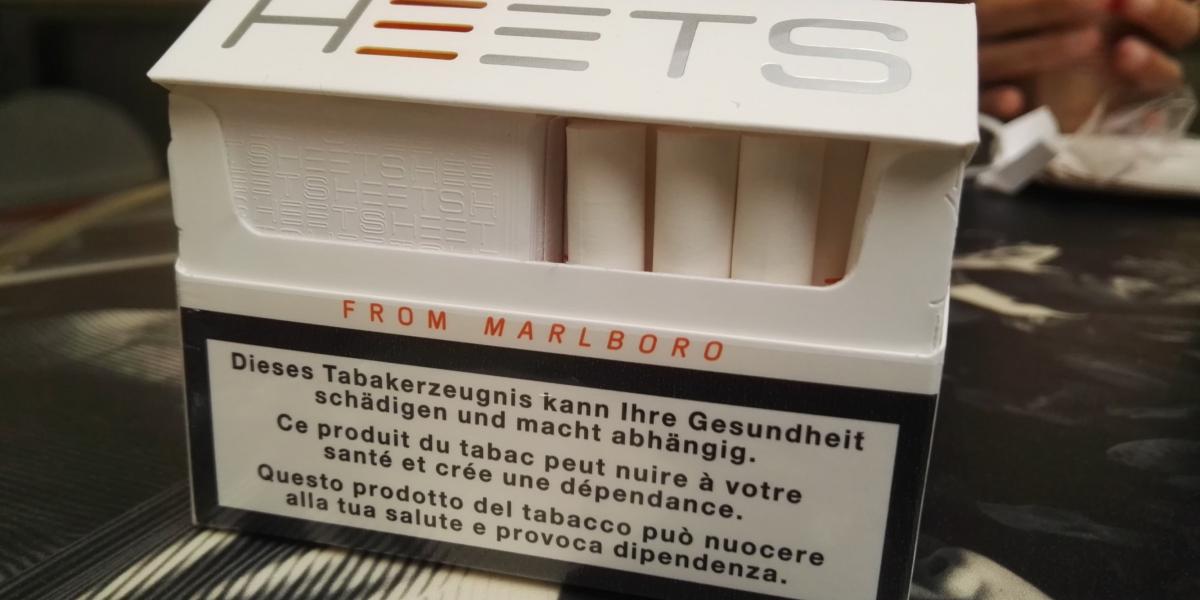 HEETS
FROM MARLBORO
Dieses Tabakerzeugnis kann Ihre Gesundheit
schädigen und macht abhängig.
Ce produit du tabac peut nuire à votre
santé et crée une dépendance.
Questo prodotto del tabacco può nuocere
alla tua salute e provoca dipendenza.